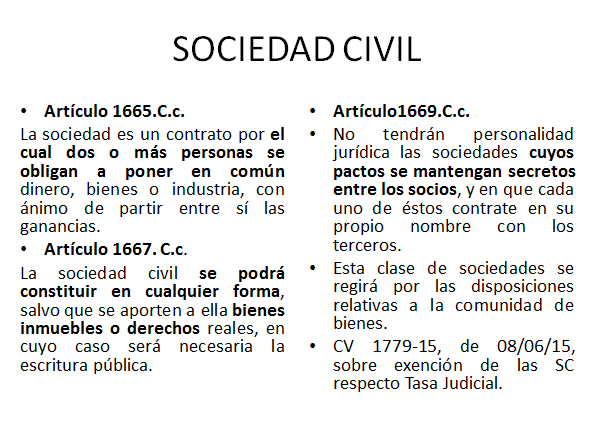 SOCIEDAD CIVIL
• Artículo 1665.C.c.
La sociedad es un contrato por el
cual dos o más personas se
obligan a poner en común
dinero, bienes o industria, con
ánimo de partir entre sí las
ganancias.
• Artículo 1667. C.c.
La sociedad civil se podrá
constituir en cualquier forma,
salvo que se aporten a ella bienes
inmuebles o derechos reales, en
cuyo caso será necesaria la
escritura pública.
• Artículo1669.C.c.
• No tendrán personalidad
jurídica las sociedades cuyos
pactos se mantengan secretos
entre los socios, y en que cada
uno de éstos contrate en su
propio nombre con los
terceros.
• Esta clase de sociedades se
regirá por las disposiciones
relativas a la comunidad de
bienes.
• CV 1779-15, de 08/06/15,
sobre exención de las SC
respecto Tasa Judicial.